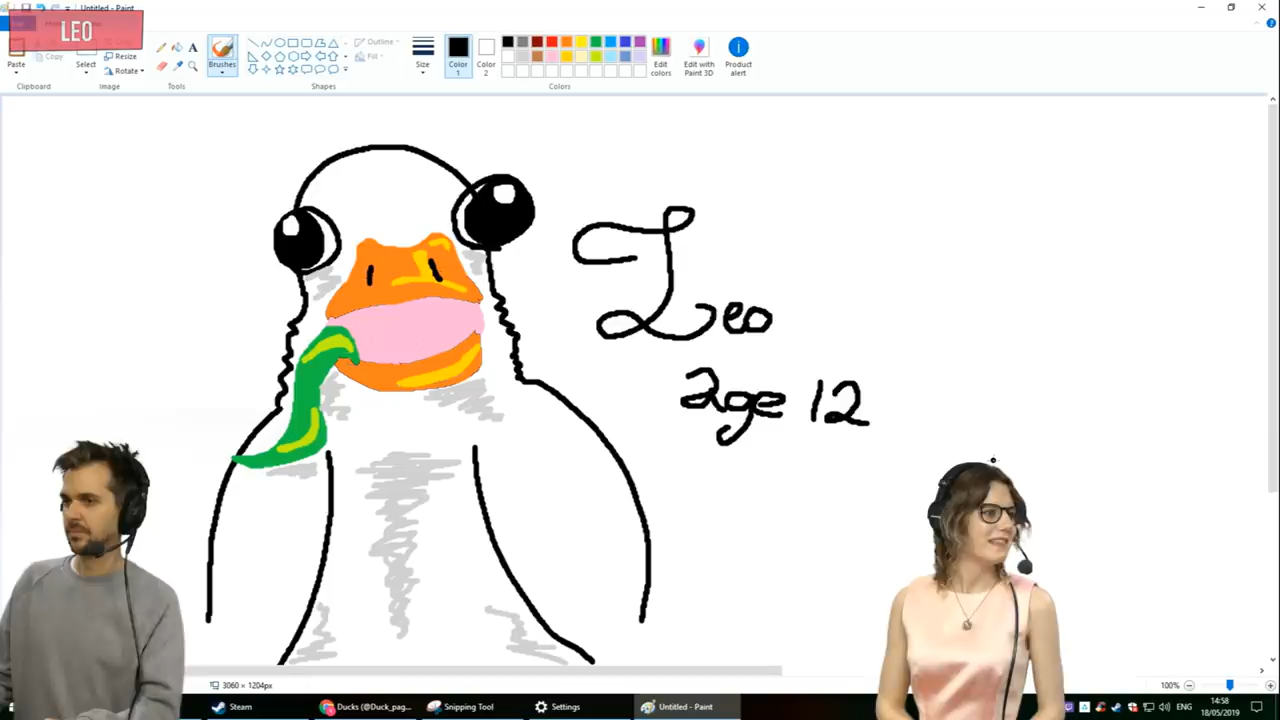 Untitled - Paint
LEO
Paste
Copy
Select
Resize
Rotate
Brushes
Outline
Fill
Size
Color 1
Color 2
Edit colors
Edit with Paint 3D
Product alert
Clipboard
Image
Tools
Shapes
Colors
Leo
age 12
3060 × 1204px
100%
Steam
Ducks (@Duck_pag...
Snipping Tool
Settings
Untitled - Paint
ENG
14:58
18/05/2019